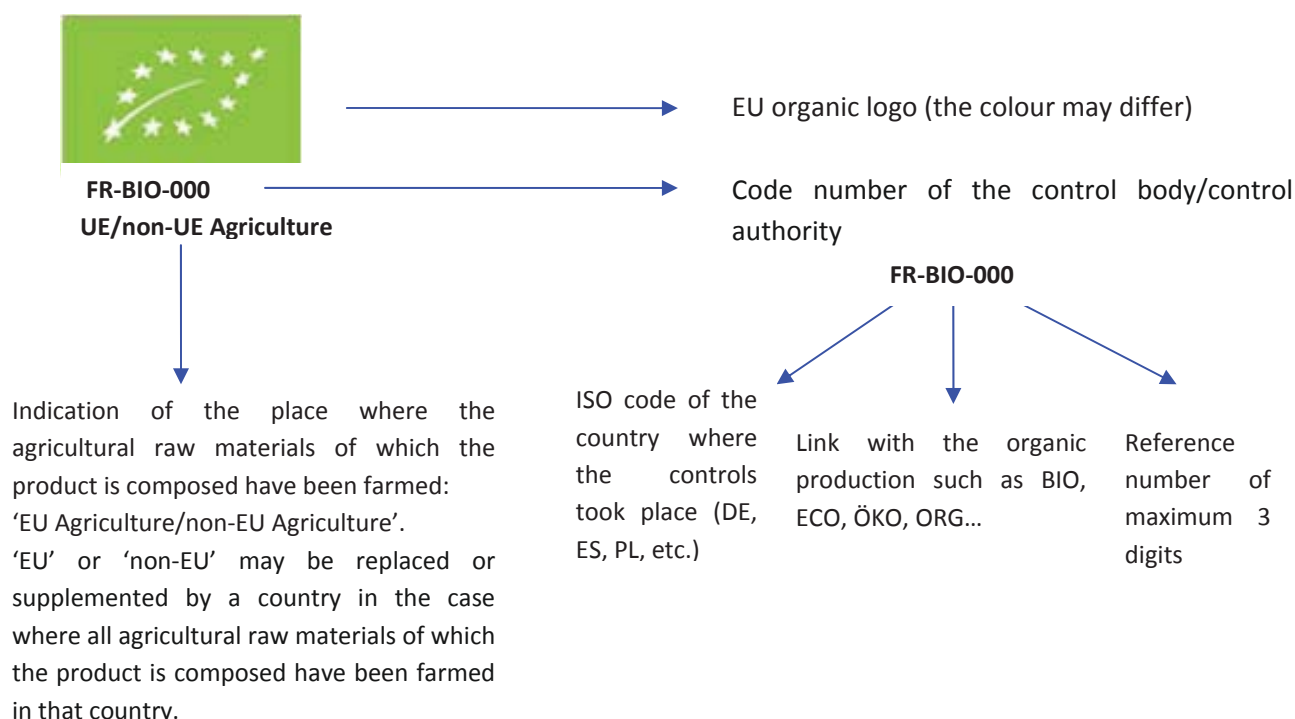 EU organic logo (the colour may differ)
FR-BIO-000
UE/non-UE Agriculture
Code number of the control body/control
authority
FR-BIO-000
Indication of the place where the
agricultural raw materials of which the
product is composed have been farmed:
‘EU Agriculture/non-EU Agriculture’.
‘EU’ or ‘non-EU’ may be replaced or
supplemented by a country in the case
where all agricultural raw materials of which
the product is composed have been farmed
in that country.
ISO code of the
country where
the controls
took place (DE,
ES, PL, etc.)
Link with the organic
production such as BIO,
ECO, ÖKO, ORG…
Reference
number of
maximum 3
digits